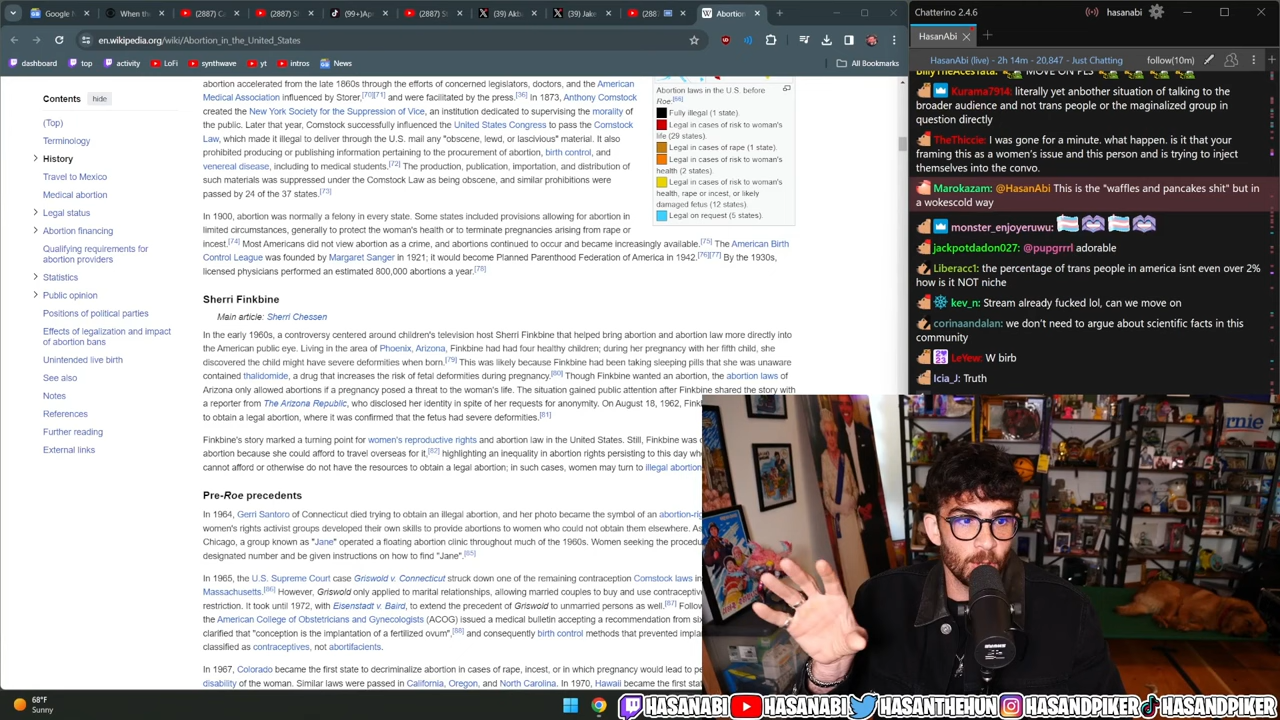 Google h
When the
(2887) C
(2887) S
(99+)Ap
(2887) S
(39) Akb
(39) Jake
(288
Abortion
en.wikipedia.org/wiki/Abortion_in_the_United_States
dashboard
top
activity
LoFi
synthwave
yt
intros
News
All Bookmarks
Contents hide
(Top)
Terminology
History
Travel to Mexico
Medical abortion
Legal status
Abortion financing
Qualifying requirements for
abortion providers
Statistics
Public opinion
Positions of political parties
Effects of legalization and impact
of abortion bans
Unintended live birth
See also
Notes
References
Further reading
External links
abortion accelerated from the late 1860s through the efforts of concerned legislators, doctors, and the American
Medical Association influenced by Storer,[70][71] and were facilitated by the press.[36] In 1873, Anthony Comstock
created the New York Society for the Suppression of Vice, an institution dedicated to supervising the morality of
the public. Later that year, Comstock successfully influenced the United States Congress to pass the Comstock
Law, which made it illegal to deliver through the U.S. mail any "obscene, lewd, or lascivious" material. It also
prohibited producing or publishing information pertaining to the procurement of abortion, birth control, and
venereal disease, including to medical students.[72] The production, publication, importation, and distribution of
such materials was suppressed under the Comstock Law as being obscene, and similar prohibitions were
passed by 24 of the 37 states.[73]
In 1900, abortion was normally a felony in every state. Some states included provisions allowing for abortion in
limited circumstances, generally to protect the woman's health or to terminate pregnancies arising from rape or
incest.[74] Most Americans did not view abortion as a crime, and abortions continued to occur and became increasingly available.[75] The American Birth
Control League was founded by Margaret Sanger in 1921; it would become Planned Parenthood Federation of America in 1942.[76][77] By the 1930s,
licensed physicians performed an estimated 800,000 abortions a year.[78]
Abortion laws in the U.S. before
Roe:[66]
Fully illegal (1 state).
Legal in cases of risk to woman's
life (29 states).
Legal in cases of rape (1 state).
Legal in cases of risk to woman's
health (2 states).
Legal in cases of risk to woman's
health, rape or incest, or likely
damaged fetus (12 states).
Legal on request (5 states).
Sherri Finkbine
Main article: Sherri Chessen
In the early 1960s, a controversy centered around children's television host Sherri Finkbine that helped bring abortion and abortion law more directly into
the American public eye. Living in the area of Phoenix, Arizona, Finkbine had had four healthy children; during her pregnancy with her fifth child, she
discovered the child might have severe deformities when born.[79] This was likely because Finkbine had been taking sleeping pills that she was unaware
contained thalidomide, a drug that increases the risk of fetal deformities during pregnancy.[80] Though Finkbine wanted an abortion, the abortion laws of
Arizona only allowed abortions if a pregnancy posed a threat to the woman's life. The situation gained public attention after Finkbine shared the story with
a reporter from The Arizona Republic, who disclosed her identity in spite of her requests for anonymity. On August 18, 1962, Fink
to obtain a legal abortion, where it was confirmed that the fetus had severe deformities.[81]
Finkbine's story marked a turning point for women's reproductive rights and abortion law in the United States. Still, Finkbine was
abortion because she could afford to travel overseas for it,[82] highlighting an inequality in abortion rights persisting to this day
cannot afford or otherwise do not have the resources to obtain a legal abortion; in such cases, women may turn to illegal abortion
Pre-Roe precedents
In 1964, Gerri Santoro of Connecticut died trying to obtain an illegal abortion, and her photo became the symbol of an abortion-rig
women's rights activist groups developed their own skills to provide abortions to women who could not obtain them elsewhere. As
Chicago, a group known as "Jane" operated a floating abortion clinic throughout much of the 1960s. Women seeking the procedu
designated number and be given instructions on how to find "Jane".[85]
In 1965, the U.S. Supreme Court case Griswold v. Connecticut struck down one of the remaining contraception Comstock laws in
Massachusetts.[86] However, Griswold only applied to marital relationships, allowing married couples to buy and use contraceptive
restriction. It took until 1972, with Eisenstadt v. Baird, to extend the precedent of Griswold to unmarried persons as well.[87] Follow
the American College of Obstetricians and Gynecologists (ACOG) issued a medical bulletin accepting a recommendation from six
clarified that "conception is the implantation of a fertilized ovum",[88] and consequently birth control methods that prevented impla
classified as contraceptives, not abortifacients.
In 1967, Colorado became the first state to decriminalize abortion in cases of rape, incest, or in which pregnancy would lead to pe
disability of the woman. Similar laws were passed in California, Oregon, and North Carolina. In 1970, Hawaii became the first stat
Chatterino 2.4.6
hasanabi
HasanAbi
HasanAbi (live) - 2h 14m - 20,847 - Just Chatting
follow(10m)
BillyTheAcesTata: MOVE ON PLS
Kurama7914: literally yet anbother situation of talking to the
broader audience and not trans people or the maginalized group in
question directly
TheThiccie: I was gone for a minute. what happen. is it that your
framing this as a women's issue and this person and is trying to inject
themselves into the convo.
Marokazam: @HasanAbi This is the "waffles and pancakes shit" but in
a wokescold way
monster_enjoyeruwu:
jackpotdadon027: @pupgrrrl adorable
Liberacc1: the percentage of trans people in america isnt even over 2%
how is it NOT niche
kev_n: Stream already fucked lol, can we move on
corinaandalan: we don't need to argue about scientific facts in this
community
LeYew: W birb
Icia_J: Truth
68°F
Sunny
HASANABI
HASANABI
HASANTHEHUN
HASANDPIKER
HASANDPIKER